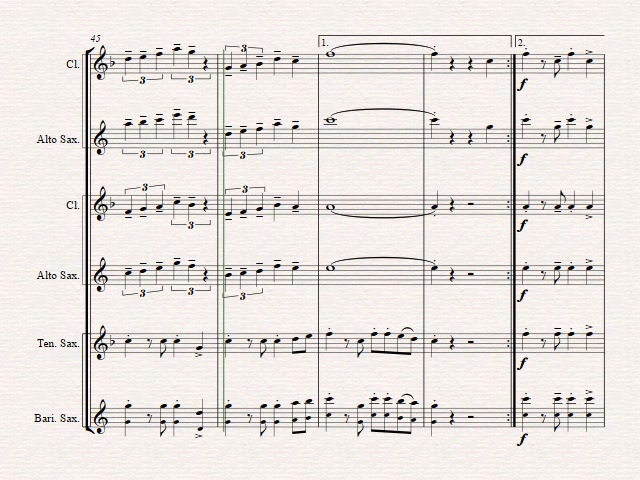 45
1.
2.
Cl.
3 3 3
f
Alto Sax.
3 3 3
f
Cl.
3 3 3
f
Alto Sax.
3 3 3
f
Ten. Sax.
f
Bari. Sax.
f